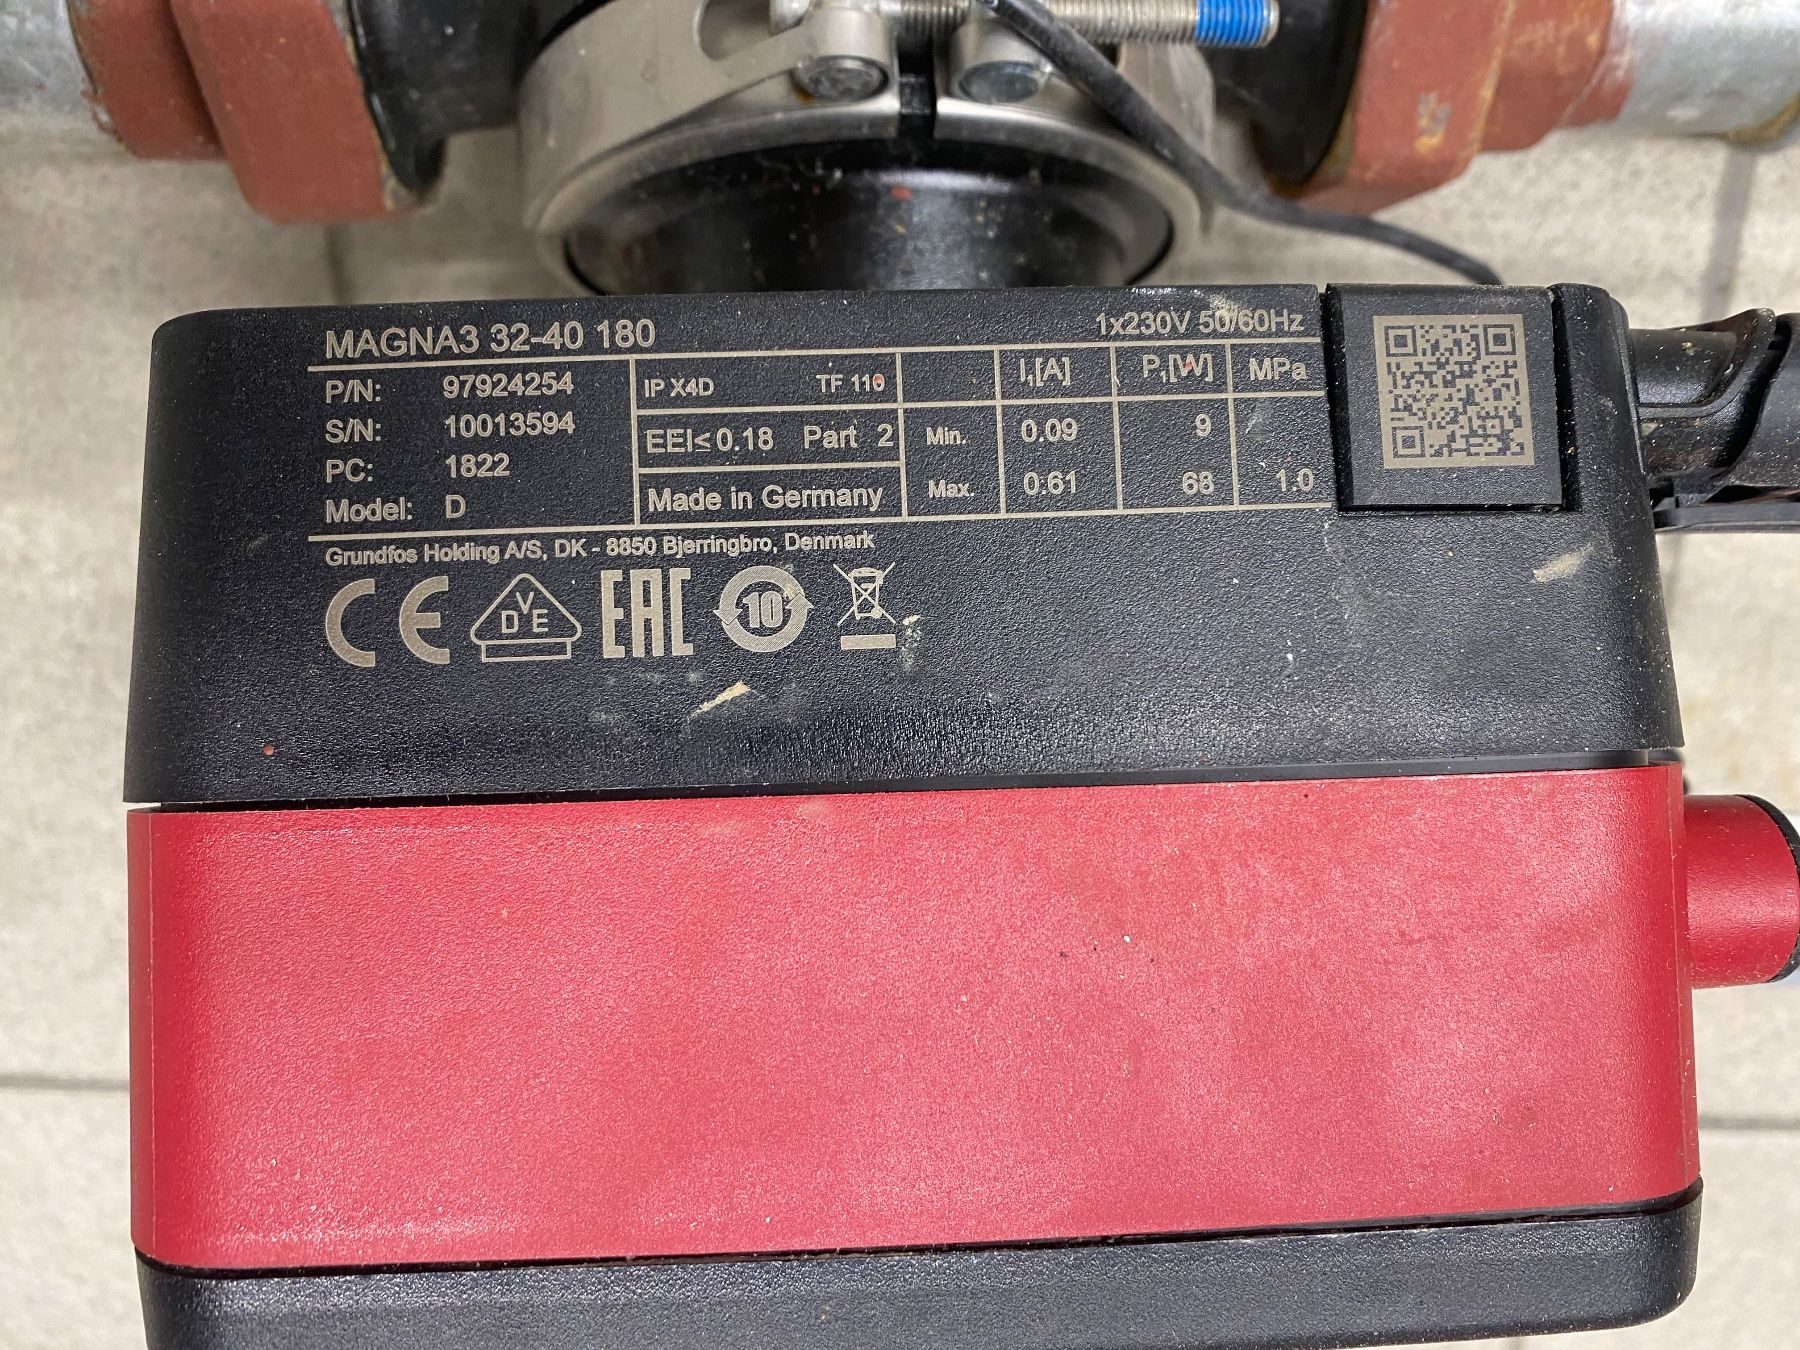 MAGNA3 32-40 180
1x230V 50/60Hz
P/N: 97924254
S/N: 10013594
PC: 1822
Model: D
IP X4D TF 110
EEI≤ 0.18 Part 2
Made in Germany
I₁[A] P₁[W] MPa
Min. 0.09 9
Max. 0.61 68 1.0
Grundfos Holding A/S, DK - 8850 Bjerringbro, Denmark
CE VDE EAC 10